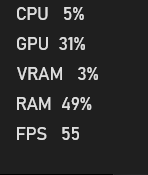 CPU 5%
GPU 31%
VRAM 3%
RAM 49%
FPS 55